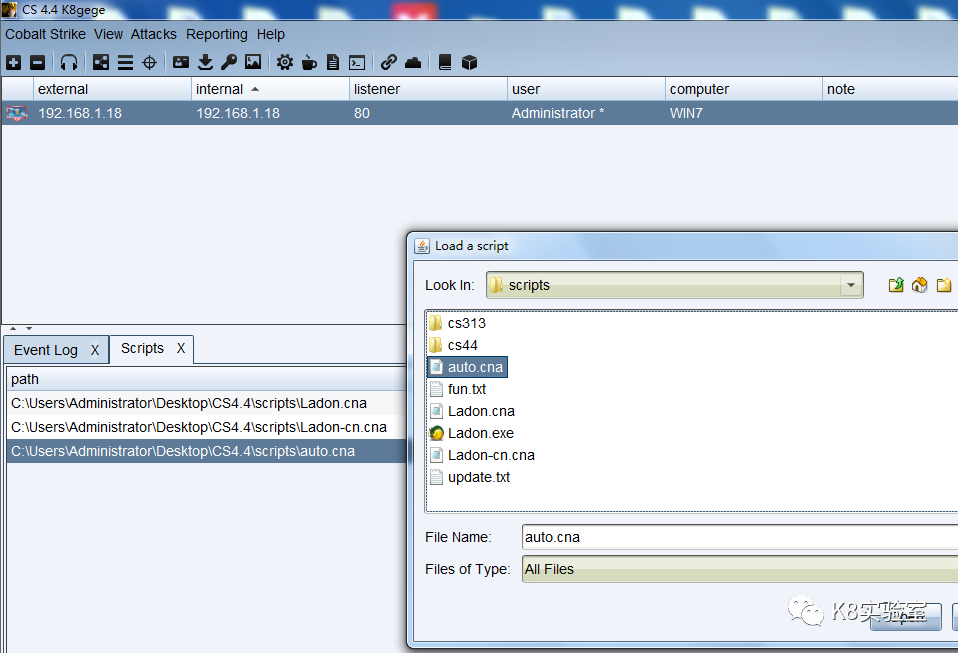 CS 4.4 K8gege
Cobalt Strike View Attacks Reporting Help
external internal listener user computer note
192.168.1.18 192.168.1.18 80 Administrator * WIN7
Load a script
Look In: scripts
cs313
cs44
auto.cna
fun.txt
Ladon.cna
Ladon.exe
Ladon-cn.cna
update.txt
File Name: auto.cna
Files of Type: All Files
Open
Event Log X Scripts X
path
C:\Users\Administrator\Desktop\CS4.4\scripts\Ladon.cna
C:\Users\Administrator\Desktop\CS4.4\scripts\Ladon-cn.cna
C:\Users\Administrator\Desktop\CS4.4\scripts\auto.cna
K8实验室